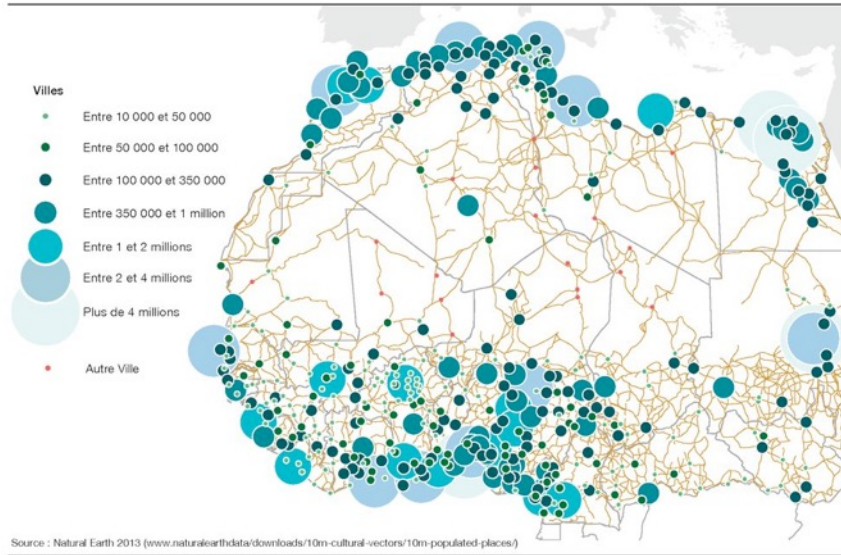 Villes
Entre 10 000 et 50 000
Entre 50 000 et 100 000
Entre 100 000 et 350 000
Entre 350 000 et 1 million
Entre 1 et 2 millions
Entre 2 et 4 millions
Plus de 4 millions
Autre Ville
Source : Natural Earth 2013 (www.naturalearthdata/downloads/10m-cultural-vectors/10m-populated-places/)